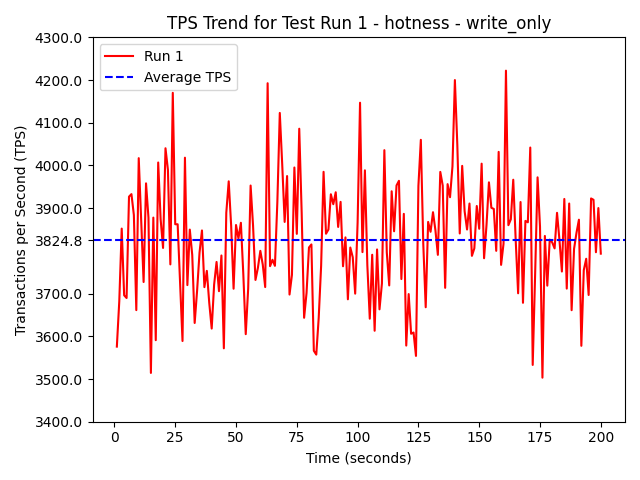 TPS Trend for Test Run 1 - hotness - write_only
Run 1
Average TPS
Transactions per Second (TPS)
4300.0
4200.0
4100.0
4000.0
3900.0
3824.8
3700.0
3600.0
3500.0
3400.0
0 25 50 75 100 125 150 175 200
Time (seconds)